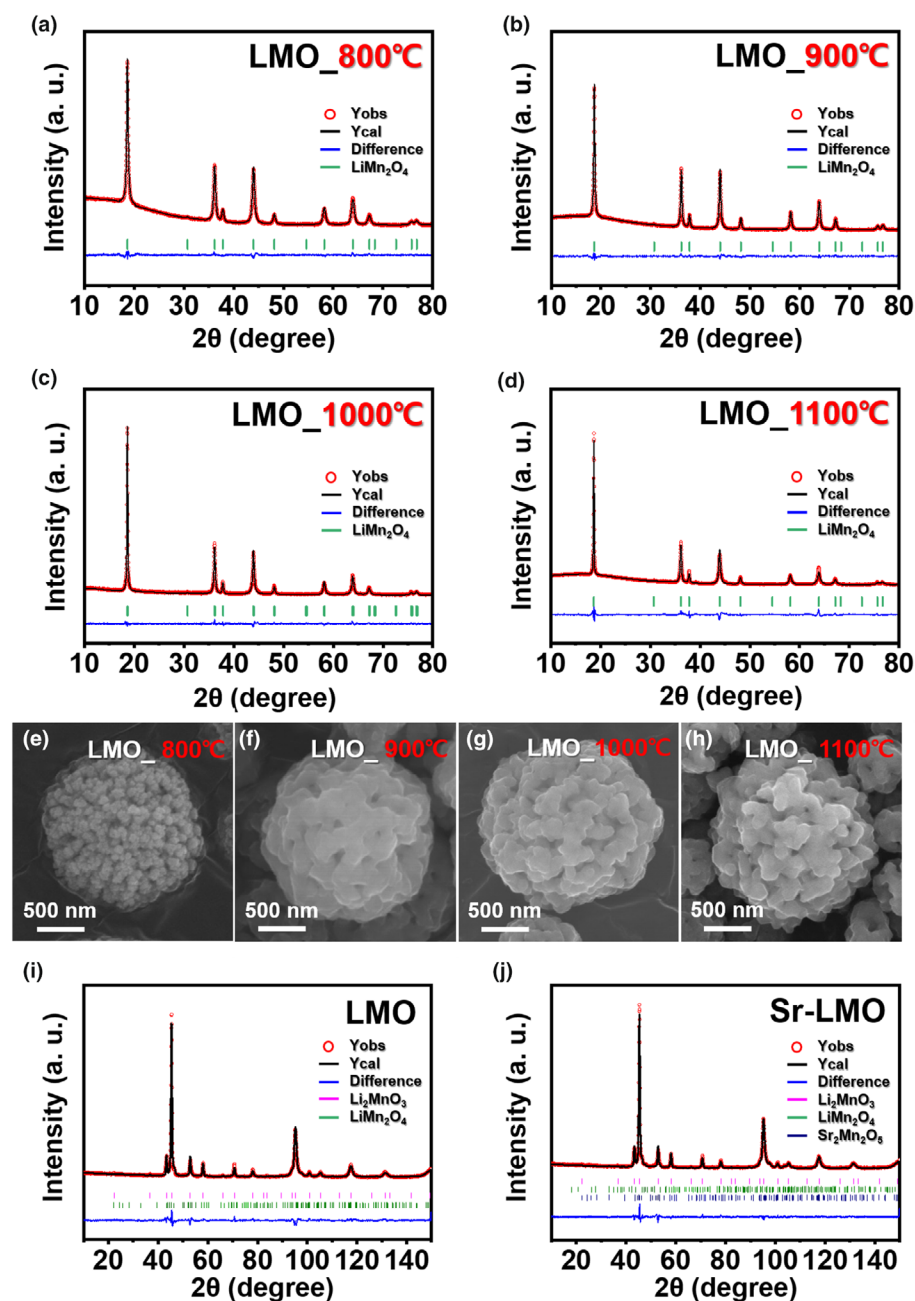 (a)
LMO_800℃
Yobs
Ycal
Difference
LiMn₂O₄
Intensity (a. u.)
10 20 30 40 50 60 70 80
2θ (degree)
(b)
LMO_900℃
Yobs
Ycal
Difference
LiMn₂O₄
Intensity (a. u.)
10 20 30 40 50 60 70 80
2θ (degree)
(c)
LMO_1000℃
Yobs
Ycal
Difference
LiMn₂O₄
Intensity (a. u.)
10 20 30 40 50 60 70 80
2θ (degree)
(d)
LMO_1100℃
Yobs
Ycal
Difference
LiMn₂O₄
Intensity (a. u.)
10 20 30 40 50 60 70 80
2θ (degree)
(e)
LMO_800℃
500 nm
(f)
LMO_900℃
500 nm
(g)
LMO_1000℃
500 nm
(h)
LMO_1100℃
500 nm
(i)
LMO
Yobs
Ycal
Difference
Li₂MnO₃
LiMn₂O₄
Intensity (a. u.)
20 40 60 80 100 120 140
2θ (degree)
(j)
Sr-LMO
Yobs
Ycal
Difference
Li₂MnO₃
LiMn₂O₄
Sr₂Mn₂O₅
Intensity (a. u.)
20 40 60 80 100 120 140
2θ (degree)